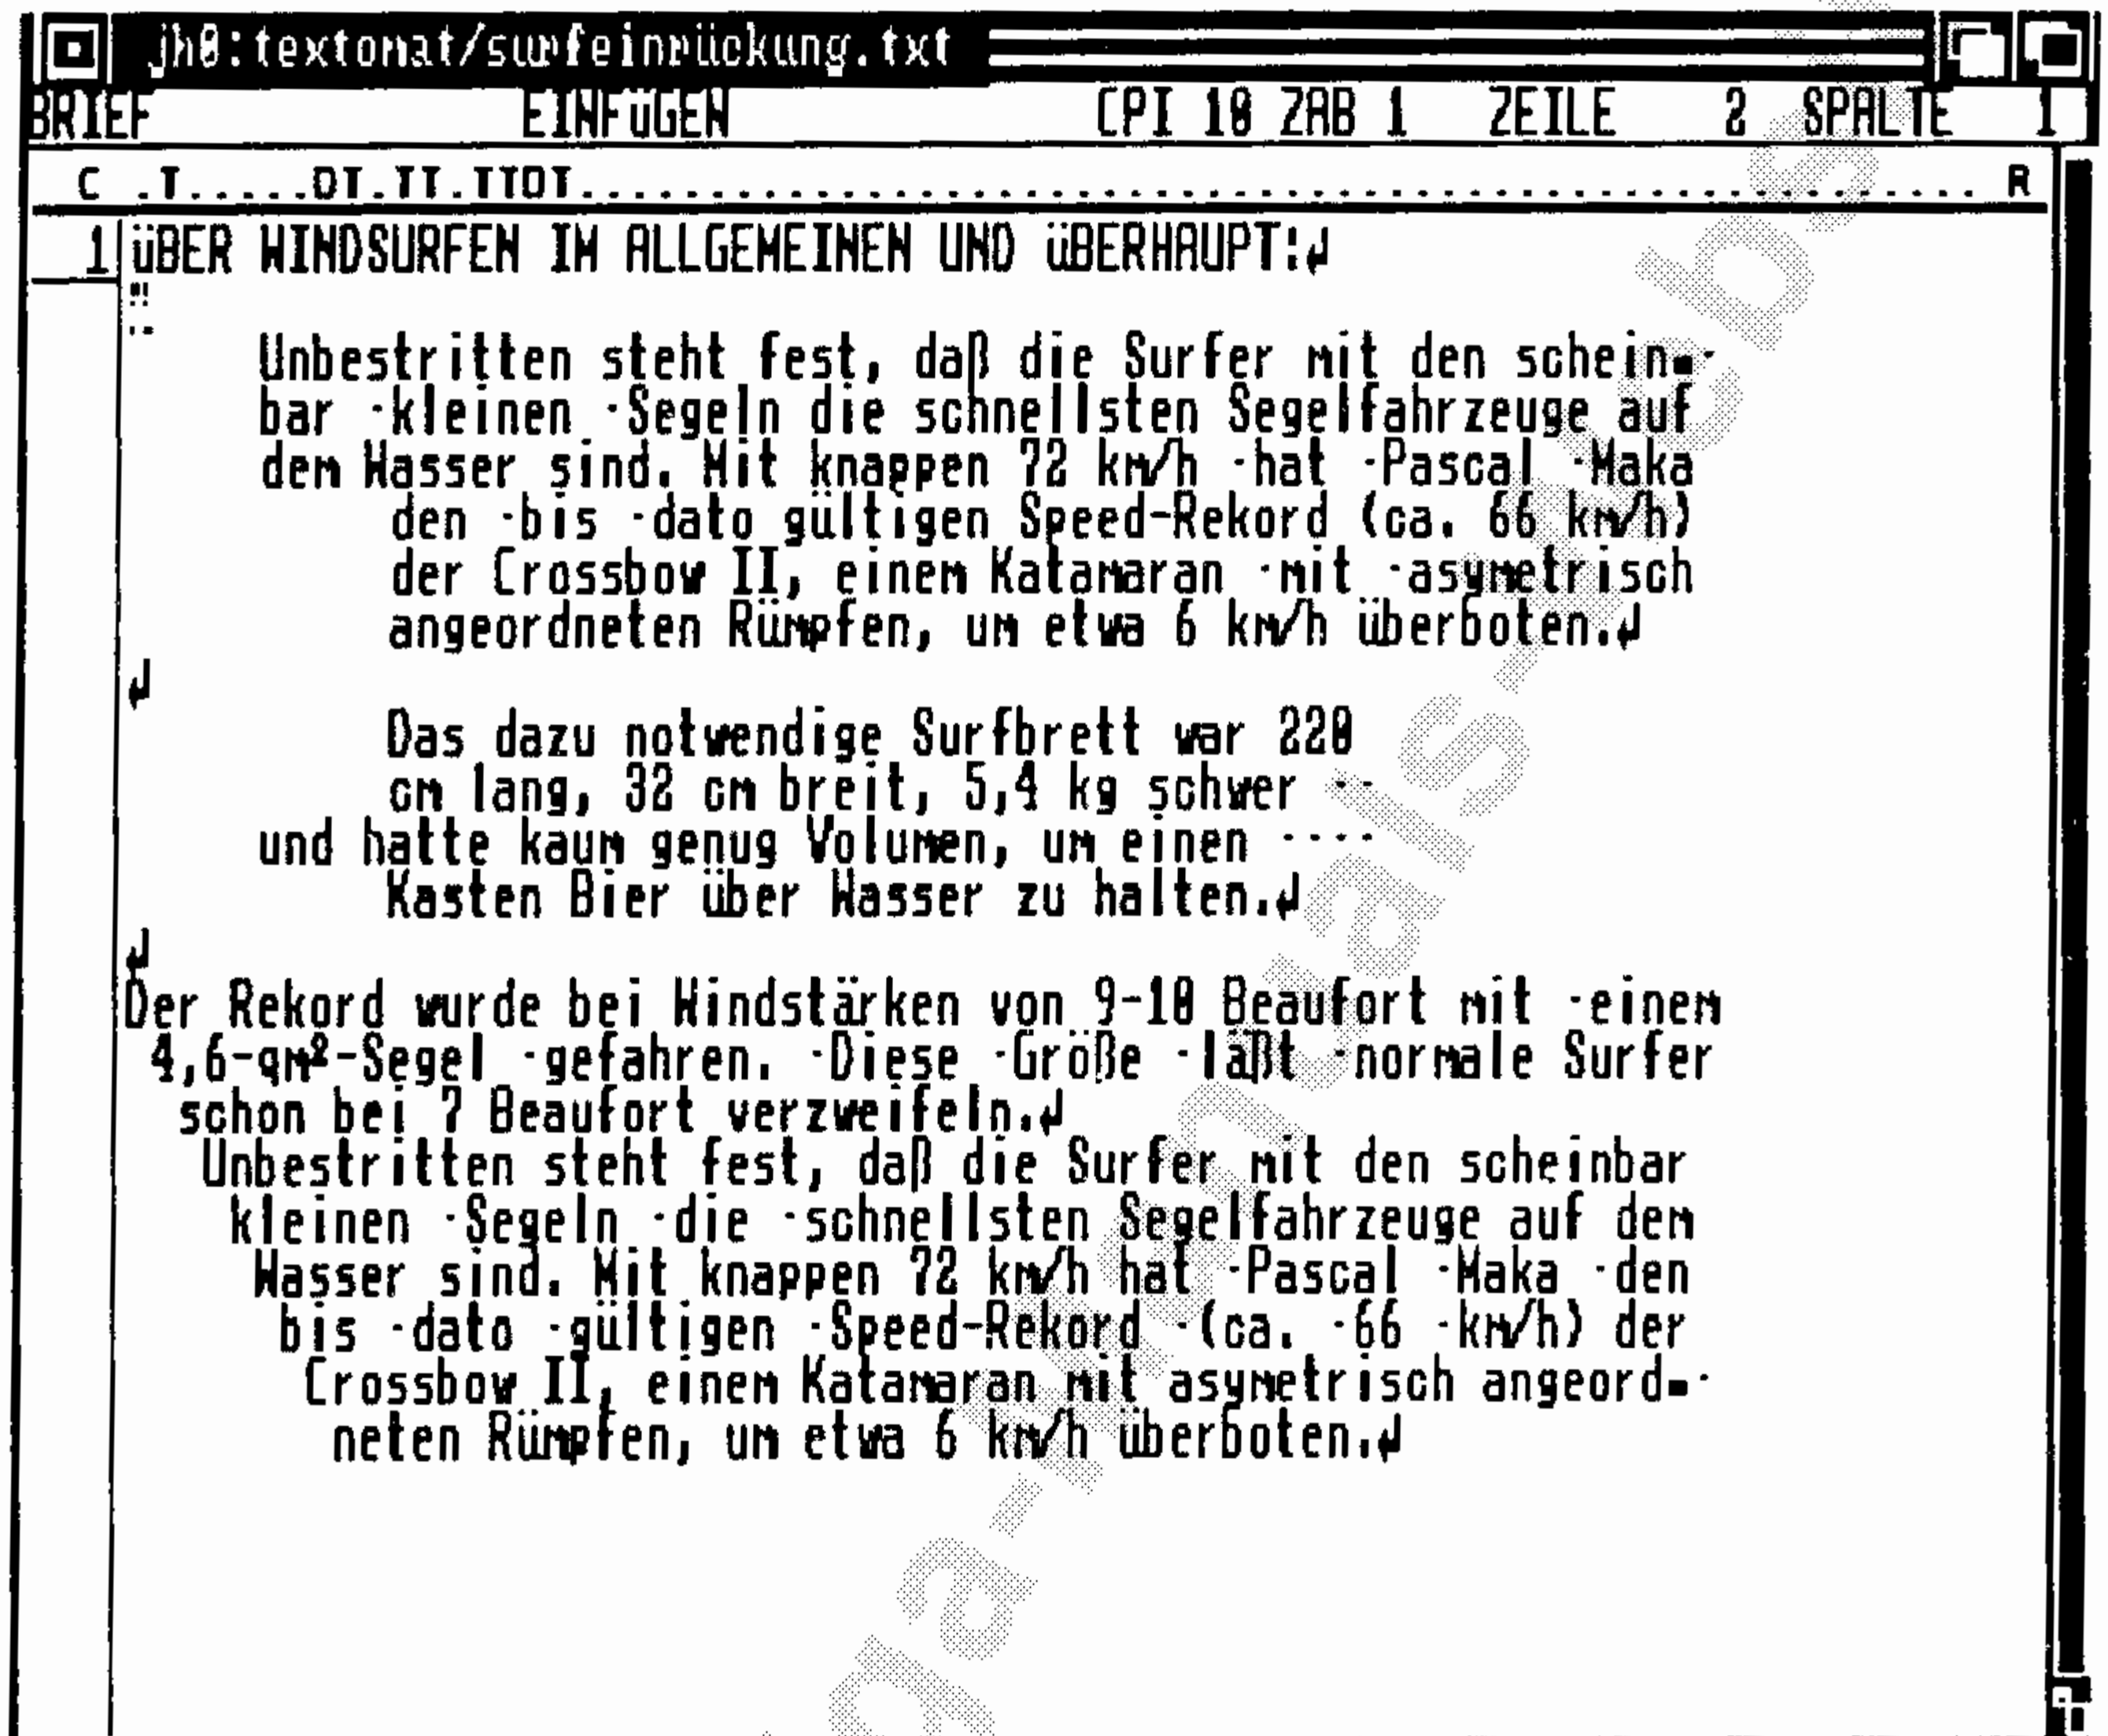 jh0:textomat/surfeinrückung.txt
BRIEF EINFüGEN CPI 10 ZAB 1 ZEILE 2 SPALTE 1
C .T.....DT.TT.TTDT...................................................... R
1 üBER WINDSURFEN IM ALLGEMEINEN UND üBERHAUPT:↲
Unbestritten steht fest, daß die Surfer mit den schein-·
bar ·kleinen ·Segeln die schnellsten Segelfahrzeuge auf
dem Wasser sind. Mit knappen 72 km/h ·hat ·Pascal ·Maka
den ·bis ·dato gültigen Speed-Rekord (ca. 66 km/h)
der Crossbow II, einem Katamaran ·mit ·asymetrisch
angeordneten Rümpfen, um etwa 6 km/h überboten.↲
↲
Das dazu notwendige Surfbrett war 220
cm lang, 32 cm breit, 5,4 kg schwer ··
und hatte kaum genug Volumen, um einen ····
Kasten Bier über Wasser zu halten.↲
↲
Der Rekord wurde bei Windstärken von 9-10 Beaufort mit ·einem
4,6-qm²-Segel ·gefahren. ·Diese ·Größe ·läßt ·normale Surfer
schon bei 7 Beaufort verzweifeln.↲
Unbestritten steht fest, daß die Surfer mit den scheinbar
kleinen ·Segeln ·die ·schnellsten Segelfahrzeuge auf dem
Wasser sind. Mit knappen 72 km/h hat ·Pascal ·Maka ·den
bis ·dato ·gültigen ·Speed-Rekord ·(ca. ·66 ·km/h) der
Crossbow II, einem Katamaran mit asymetrisch angeord-·
neten Rümpfen, um etwa 6 km/h überboten.↲